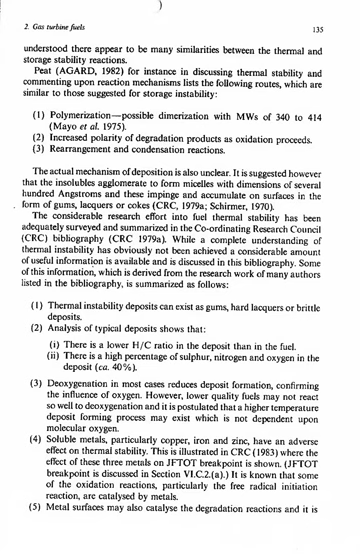 2. Gas turbine fuels 135
understood there appear to be many similarities between the thermal and
storage stability reactions.
Peat (AGARD, 1982) for instance in discussing thermal stability and
commenting upon reaction mechanisms lists the following routes, which are
similar to those suggested for storage instability:
(1) Polymerization—possible dimerization with MWs of 340 to 414
(Mayo et al. 1975).
(2) Increased polarity of degradation products as oxidation proceeds.
(3) Rearrangement and condensation reactions.
The actual mechanism of deposition is also unclear. It is suggested however
that the insolubles agglomerate to form micelles with dimensions of several
hundred Angstroms and these impinge and accumulate on surfaces in the
form of gums, lacquers or cokes (CRC, 1979a; Schirmer, 1970).
The considerable research effort into fuel thermal stability has been
adequately surveyed and summarized in the Co-ordinating Research Council
(CRC) bibliography (CRC 1979a). While a complete understanding of
thermal instability has obviously not been achieved a considerable amount
of useful information is available and is discussed in this bibliography. Some
of this information, which is derived from the research work of many authors
listed in the bibliography, is summarized as follows:
(1) Thermal instability deposits can exist as gums, hard lacquers or brittle
deposits.
(2) Analysis of typical deposits shows that:
(i) There is a lower H/C ratio in the deposit than in the fuel.
(ii) There is a high percentage of sulphur, nitrogen and oxygen in the
deposit (ca. 40%).
(3) Deoxygenation in most cases reduces deposit formation, confirming
the influence of oxygen. However, lower quality fuels may not react
so well to deoxygenation and it is postulated that a higher temperature
deposit forming process may exist which is not dependent upon
molecular oxygen.
(4) Soluble metals, particularly copper, iron and zinc, have an adverse
effect on thermal stability. This is illustrated in CRC (1983) where the
effect of these three metals on JFTOT breakpoint is shown. (JFTOT
breakpoint is discussed in Section VI.C.2.(a).) It is known that some
of the oxidation reactions, particularly the free radical initiation
reaction, are catalysed by metals.
(5) Metal surfaces may also catalyse the degradation reactions and it is